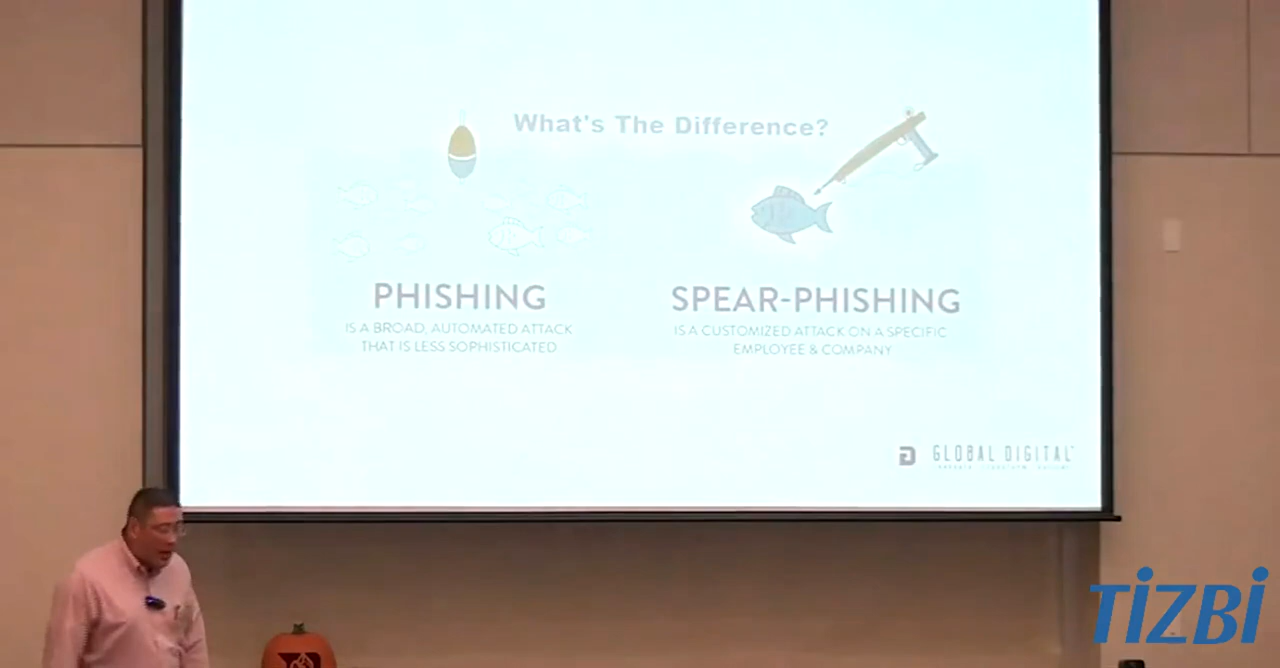 What's The Difference?
PHISHING
IS A BROAD, AUTOMATED ATTACK
THAT IS LESS SOPHISTICATED
SPEAR-PHISHING
IS A CUSTOMIZED ATTACK ON A SPECIFIC
EMPLOYEE & COMPANY
GLOBAL DIGITAL
TiZBi